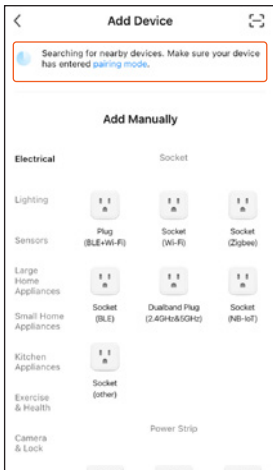 Add Device
Searching for nearby devices. Make sure your device
has entered pairing mode.
Add Manually
Electrical
Socket
Lighting
Plug
(BLE+Wi-Fi)
Socket
(Wi-Fi)
Socket
(Zigbee)
Sensors
Large
Home
Appliances
Socket
(BLE)
Dualband Plug
(2.4GHz&5GHz)
Socket
(NB-IoT)
Small Home
Appliances
Kitchen
Appliances
Socket
(other)
Exercise
& Health
Power Strip
Camera
& Lock